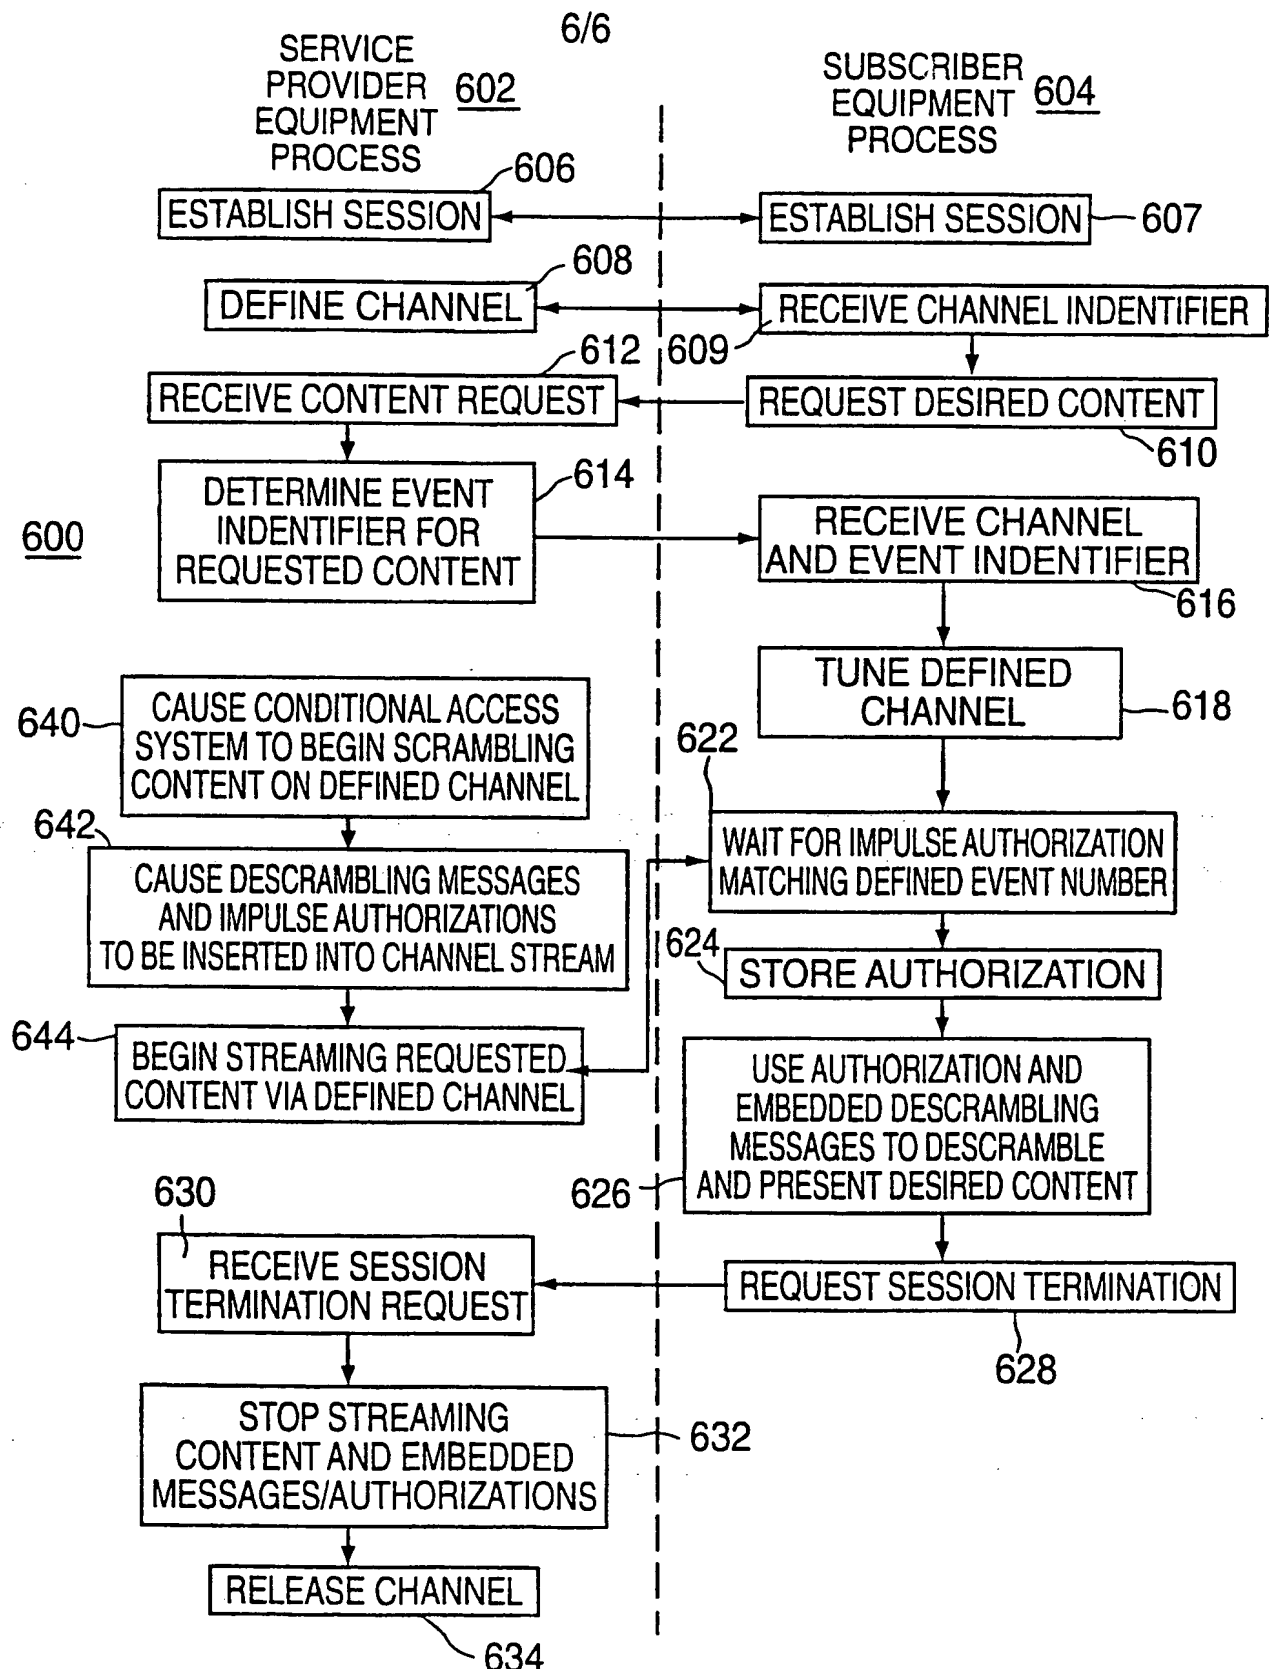 6/6
SERVICE
PROVIDER
EQUIPMENT
PROCESS
602
SUBSCRIBER
EQUIPMENT
PROCESS
604
606
ESTABLISH SESSION
ESTABLISH SESSION
607
608
DEFINE CHANNEL
RECEIVE CHANNEL INDENTIFIER
609
612
RECEIVE CONTENT REQUEST
REQUEST DESIRED CONTENT
610
614
DETERMINE EVENT
INDENTIFIER FOR
REQUESTED CONTENT
600
RECEIVE CHANNEL
AND EVENT INDENTIFIER
616
TUNE DEFINED
CHANNEL
618
640
CAUSE CONDITIONAL ACCESS
SYSTEM TO BEGIN SCRAMBLING
CONTENT ON DEFINED CHANNEL
622
WAIT FOR IMPULSE AUTHORIZATION
MATCHING DEFINED EVENT NUMBER
642
CAUSE DESCRAMBLING MESSAGES
AND IMPULSE AUTHORIZATIONS
TO BE INSERTED INTO CHANNEL STREAM
624
STORE AUTHORIZATION
644
BEGIN STREAMING REQUESTED
CONTENT VIA DEFINED CHANNEL
USE AUTHORIZATION AND
EMBEDDED DESCRAMBLING
MESSAGES TO DESCRAMBLE
AND PRESENT DESIRED CONTENT
626
630
RECEIVE SESSION
TERMINATION REQUEST
REQUEST SESSION TERMINATION
628
STOP STREAMING
CONTENT AND EMBEDDED
MESSAGES/AUTHORIZATIONS
632
RELEASE CHANNEL
634